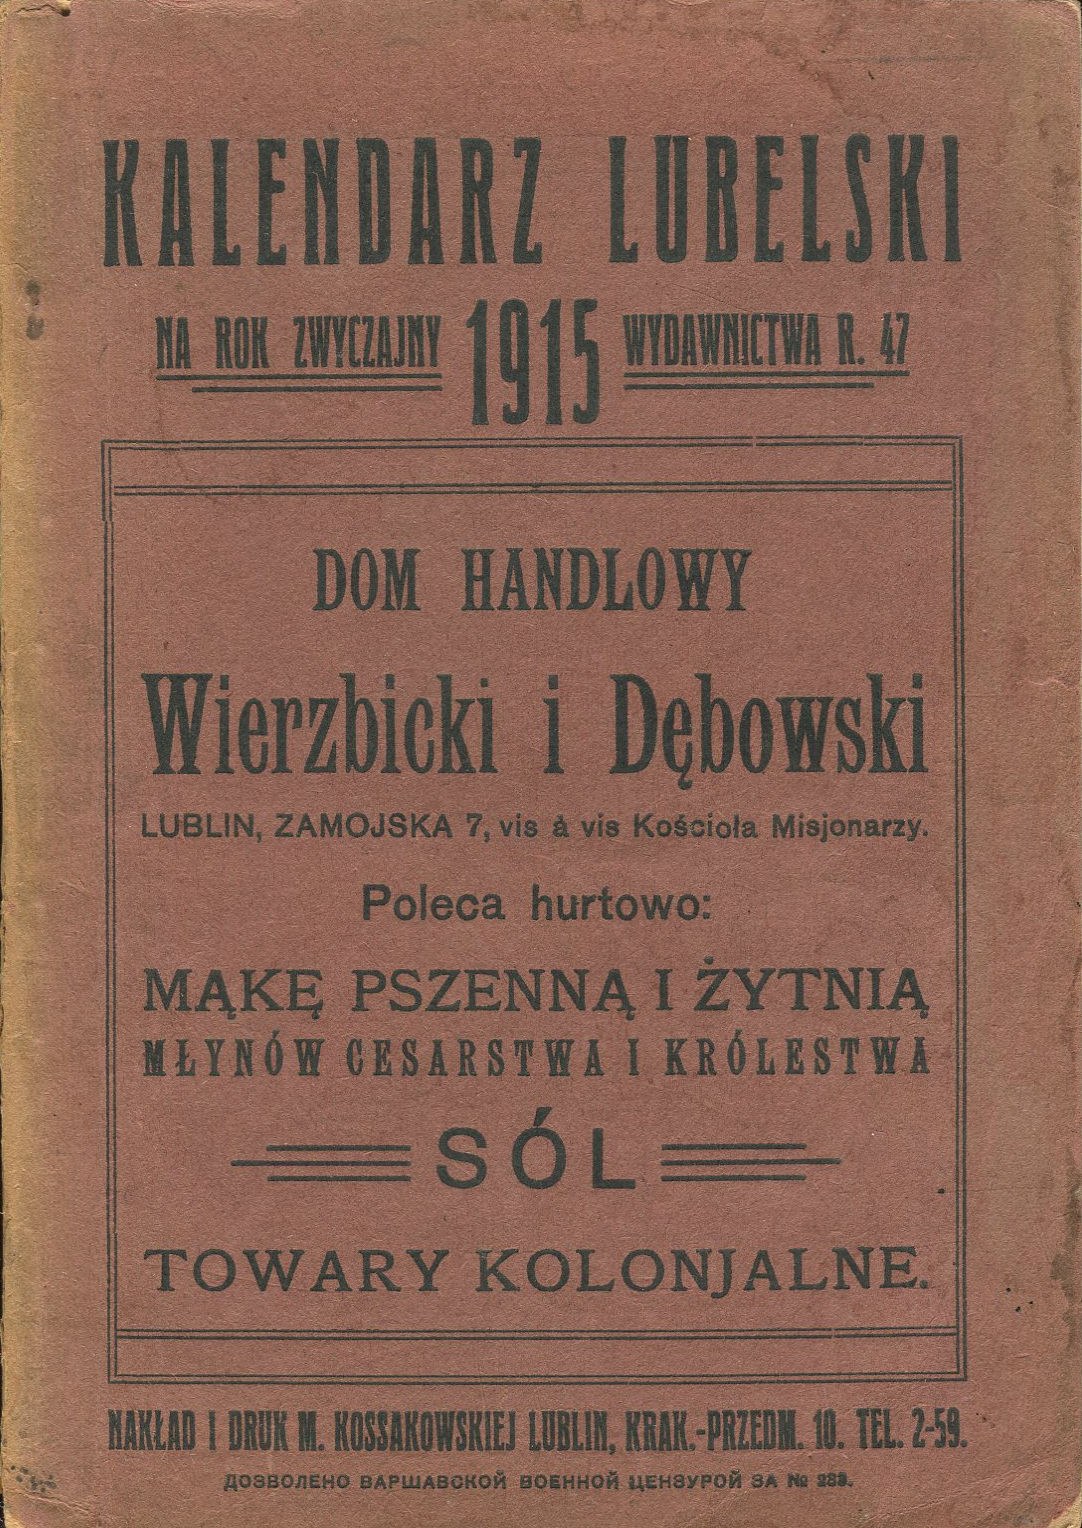 KALENDARZ LUBELSKI
NA ROK ZWYCZAJNY 1915 WYDAWNICTWA R. 47
DOM HANDLOWY
Wierzbicki i Dębowski
LUBLIN, ZAMOJSKA 7, vis à vis Kościoła Misjonarzy.
Poleca hurtowo:
MĄKĘ PSZENNĄ I ŻYTNIĄ
MŁYNÓW CESARSTWA I KRÓLESTWA
SÓL
TOWARY KOLONJALNE.
NAKŁAD I DRUK M. KOSSAKOWSKIEJ LUBLIN, KRAK.-PRZEDM. 10. TEL. 2-59.
ДОЗВОЛЕНО ВАРШАВСКОЙ ВОЕННОЙ ЦЕНЗУРОЙ ЗА №